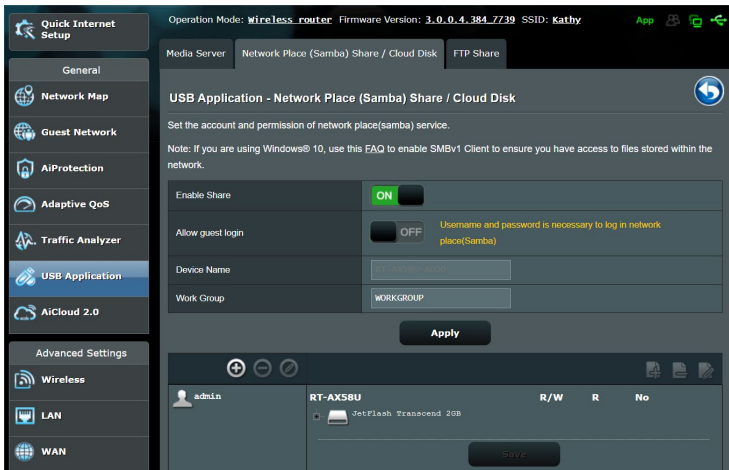 Quick Internet
Setup
Operation Mode: Wireless router Firmware Version: 3.0.0.4.384_7739 SSID: Kathy
App
Media Server
Network Place (Samba) Share / Cloud Disk
FTP Share
General
Network Map
Guest Network
AiProtection
Adaptive QoS
Traffic Analyzer
USB Application
AiCloud 2.0
Advanced Settings
Wireless
LAN
WAN
USB Application - Network Place (Samba) Share / Cloud Disk
Set the account and permission of network place(samba) service.
Note: If you are using Windows® 10, use this FAQ to enable SMBv1 Client to ensure you have access to files stored within the
network.
Enable Share
ON
Allow guest login
OFF
Username and password is necessary to log in network
place(Samba)
Device Name
Work Group
WORKGROUP
Apply
admin
RT-AX58U
R/W
R
No
JetFlash Transcend 2GB
Save